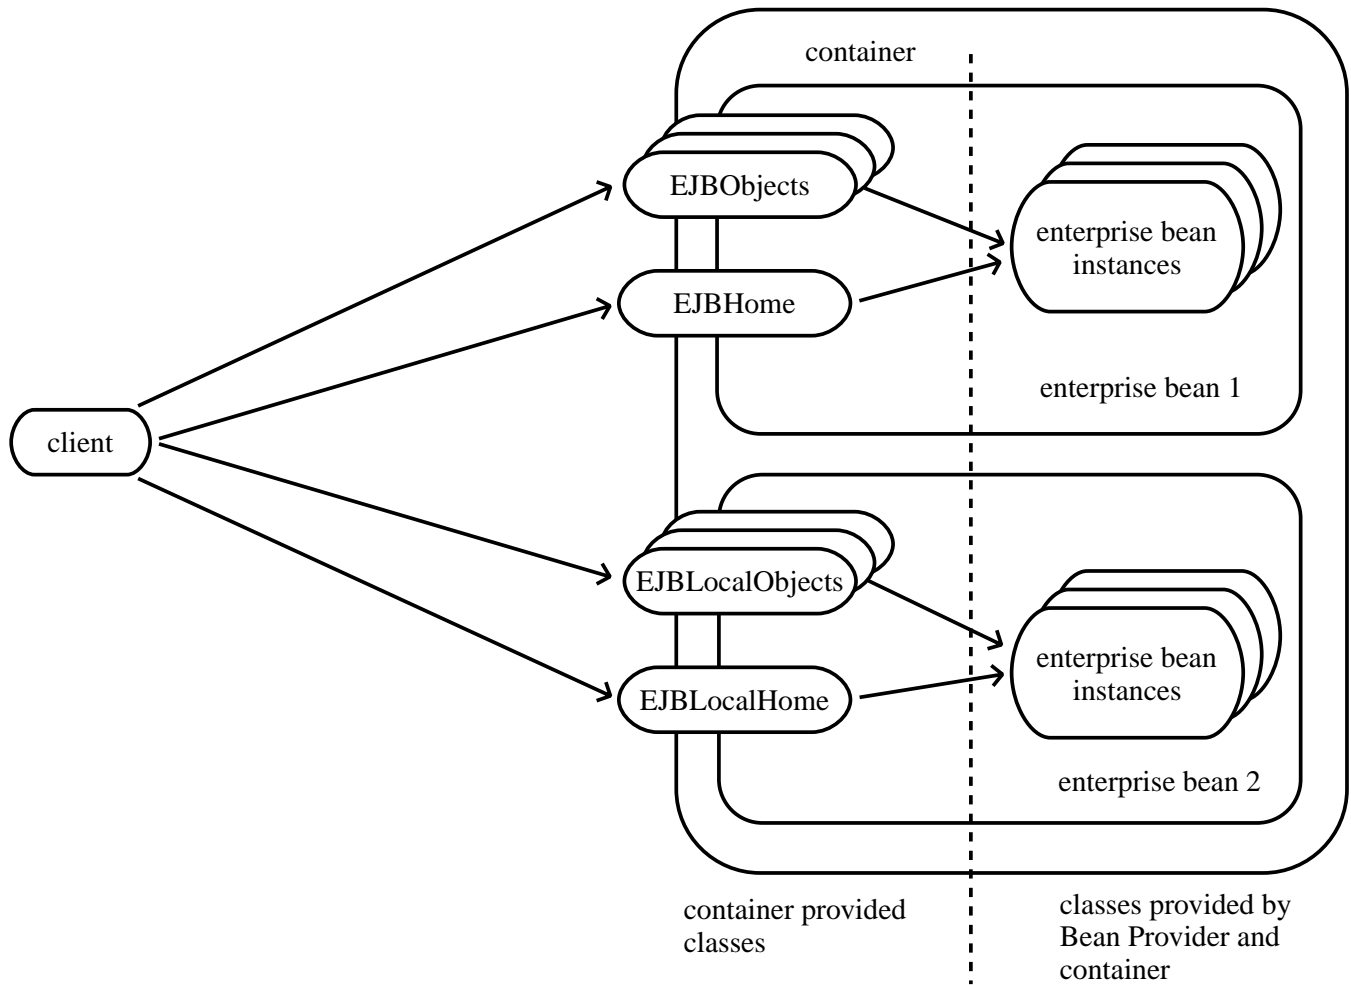 container
EJBObjects
enterprise bean
instances
EJBHome
enterprise bean 1
client
EJBLocalObjects
enterprise bean
instances
EJBLocalHome
enterprise bean 2
container provided
classes
classes provided by
Bean Provider and
container